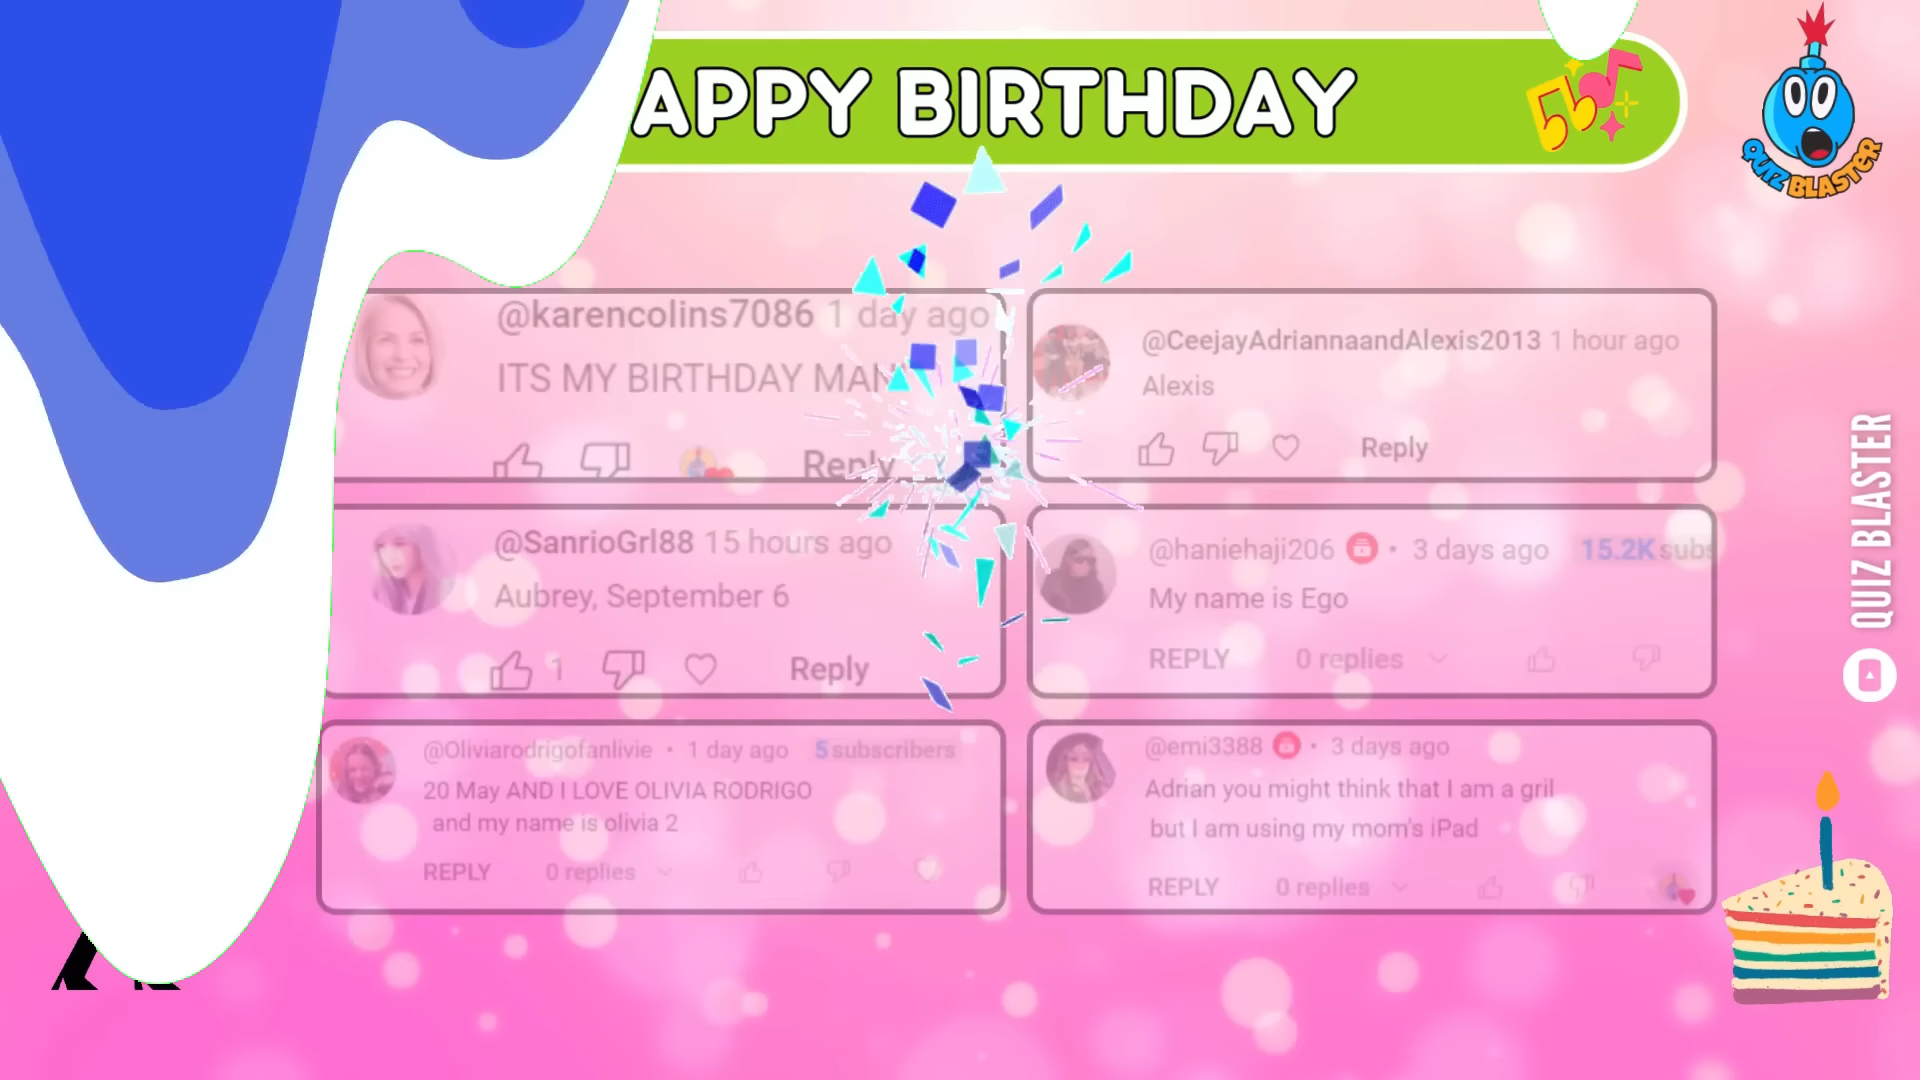 APPY BIRTHDAY
QUIZ BLASTER
@karencolins7086 1 day ago
ITS MY BIRTHDAY MAN
Reply
@CeejayAdriannaandAlexis2013 1 hour ago
Alexis
Reply
@SanrioGrl88 15 hours ago
Aubrey, September 6
1 Reply
@haniehaji206 • 3 days ago 15.2K subs
My name is Ego
REPLY 0 replies
@Oliviarodrigofanlivie • 1 day ago 5 subscribers
20 May AND I LOVE OLIVIA RODRIGO
and my name is olivia 2
REPLY 0 replies
@emi3388 • 3 days ago
Adrian you might think that I am a gril
but I am using my mom's iPad
REPLY 0 replies
QUIZ BLASTER